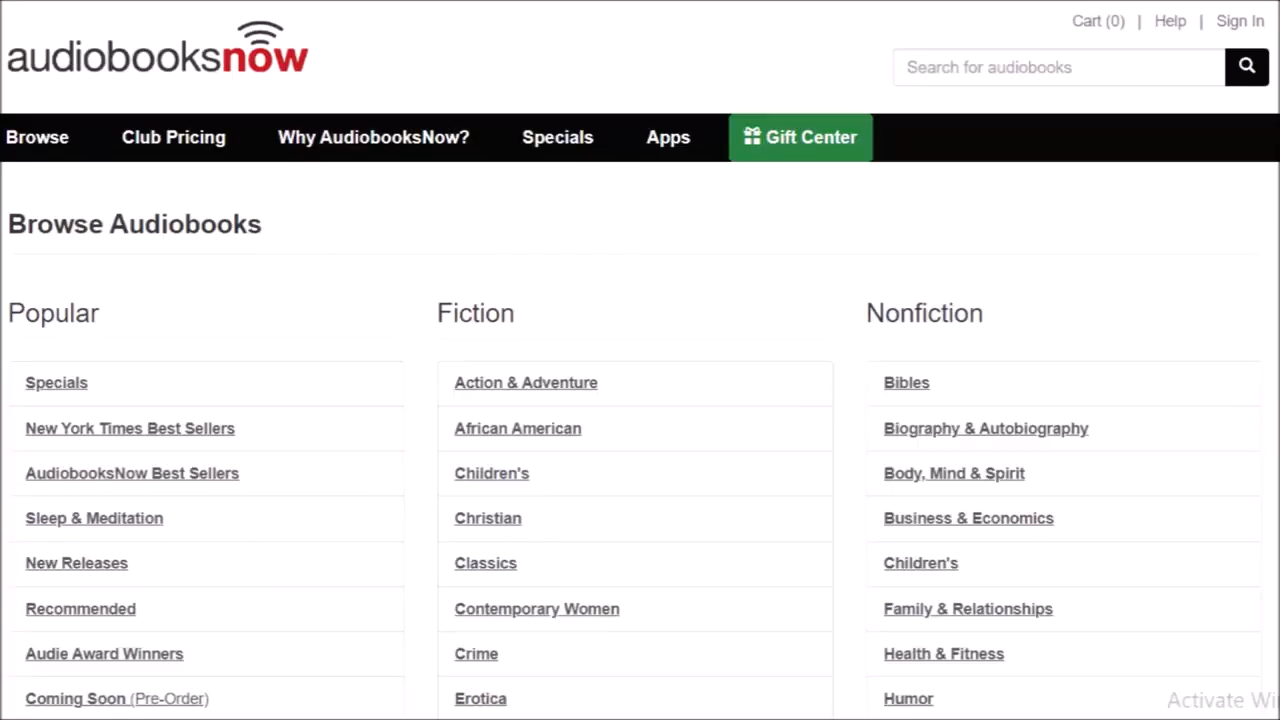 Cart (0) | Help | Sign In
audiobooksnow
Search for audiobooks
Browse Club Pricing Why AudiobooksNow? Specials Apps Gift Center
Browse Audiobooks
Popular
Specials
New York Times Best Sellers
AudiobooksNow Best Sellers
Sleep & Meditation
New Releases
Recommended
Audie Award Winners
Coming Soon (Pre-Order)
Fiction
Action & Adventure
African American
Children's
Christian
Classics
Contemporary Women
Crime
Erotica
Nonfiction
Bibles
Biography & Autobiography
Body, Mind & Spirit
Business & Economics
Children's
Family & Relationships
Health & Fitness
Humor
Activate Wi